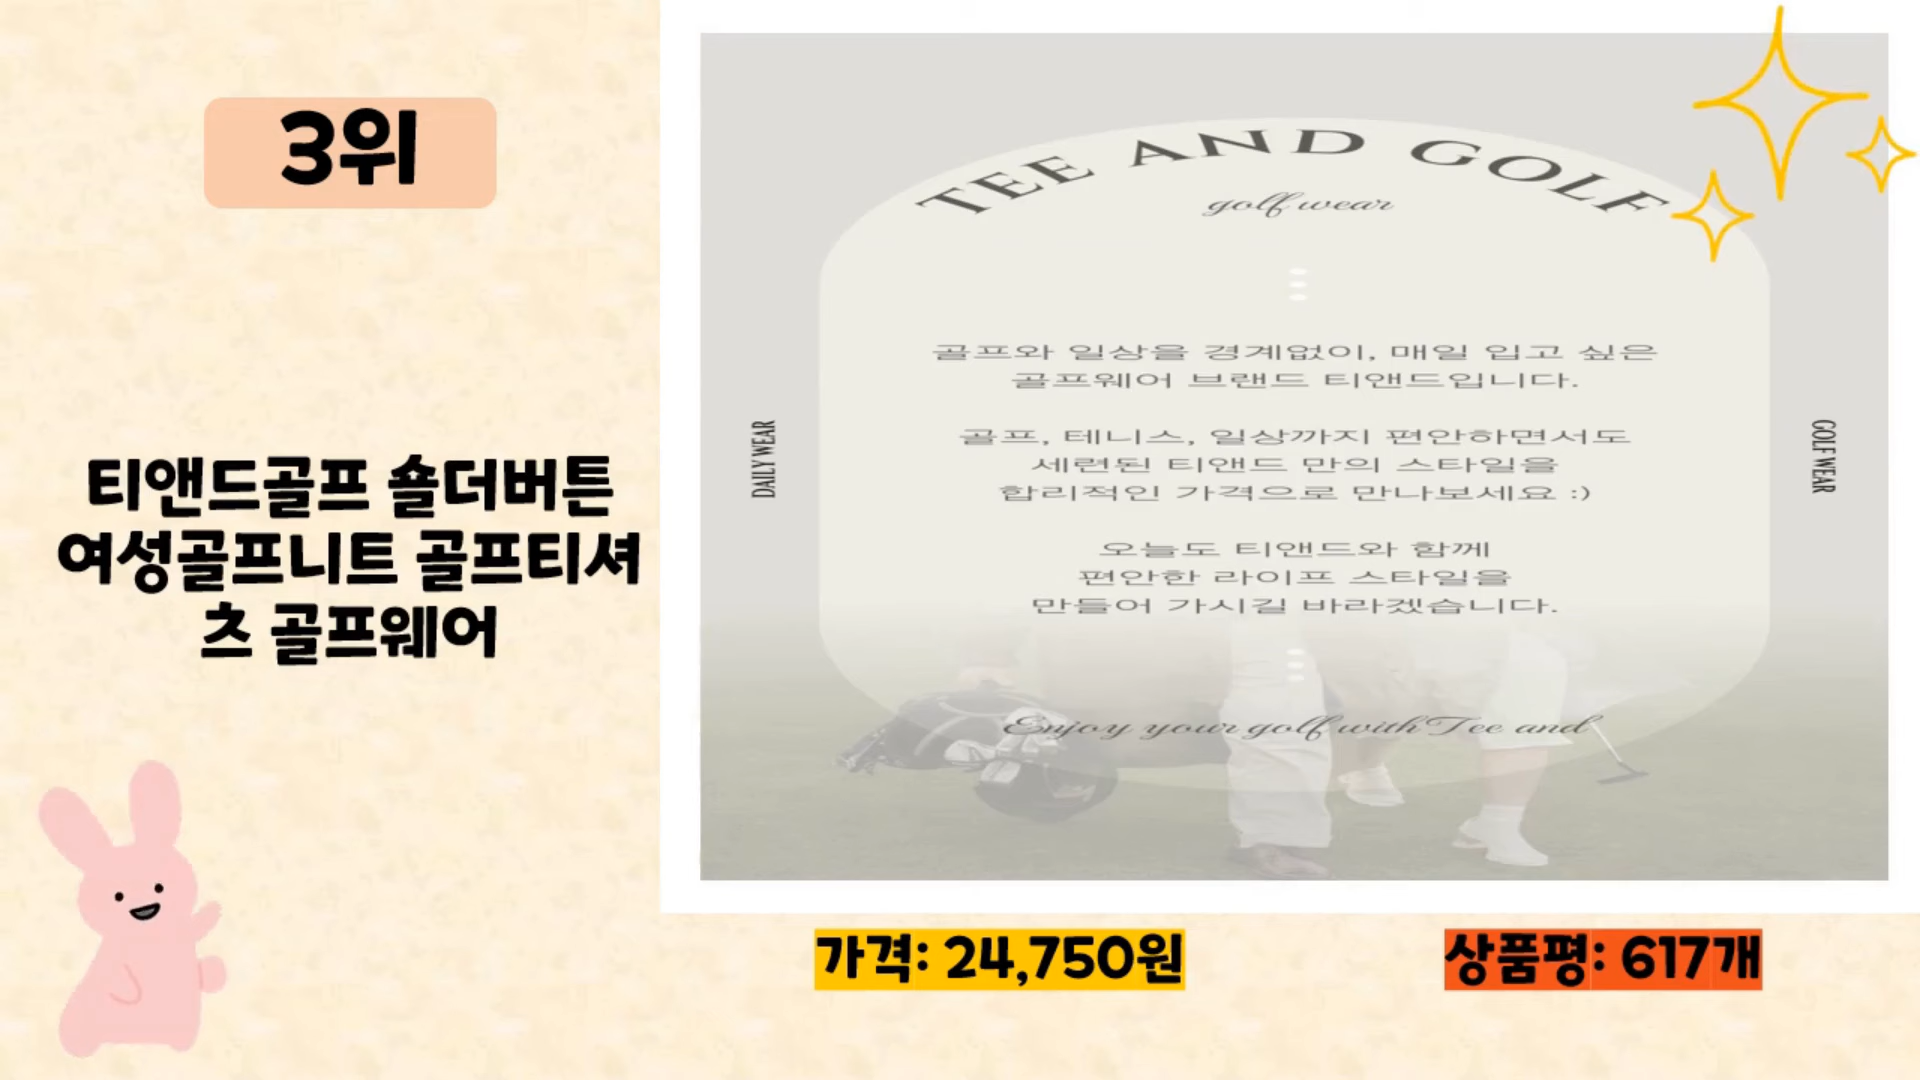 3위
티앤드골프 숄더버튼
여성골프니트 골프티셔
츠 골프웨어
TEE AND GOLF
golf wear
골프와 일상을 경계없이, 매일 입고 싶은
골프웨어 브랜드 티앤드입니다.
골프, 테니스, 일상까지 편안하면서도
세련된 티앤드 만의 스타일을
합리적인 가격으로 만나보세요 :)
오늘도 티앤드와 함께
편안한 라이프 스타일을
만들어 가시길 바라겠습니다.
Enjoy your golf with Tee and
DAILY WEAR
GOLF WEAR
가격: 24,750원
상품평: 617개